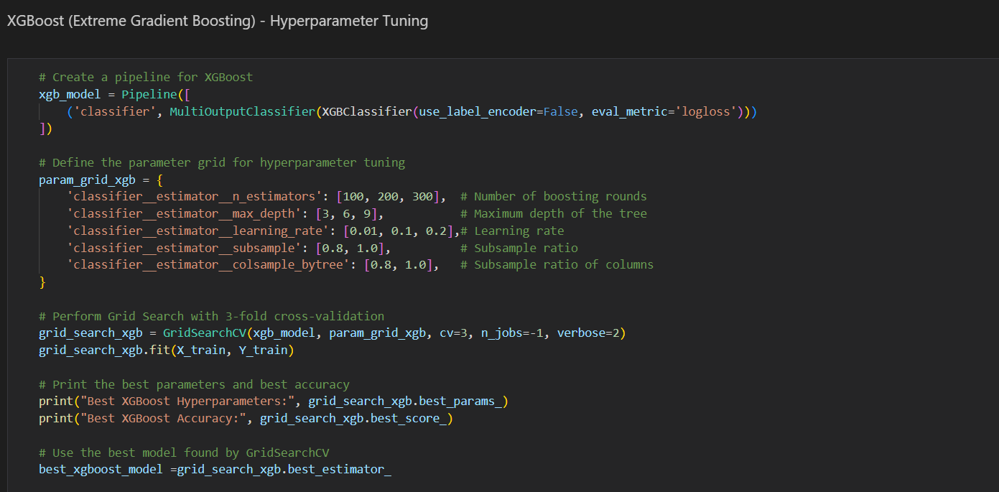 XGBoost (Extreme Gradient Boosting) - Hyperparameter Tuning
# Create a pipeline for XGBoost
xgb_model = Pipeline([
    ('classifier', MultiOutputClassifier(XGBClassifier(use_label_encoder=False, eval_metric='logloss')))
])
# Define the parameter grid for hyperparameter tuning
param_grid_xgb = {
    'classifier__estimator__n_estimators': [100, 200, 300],  # Number of boosting rounds
    'classifier__estimator__max_depth': [3, 6, 9],           # Maximum depth of the tree
    'classifier__estimator__learning_rate': [0.01, 0.1, 0.2],# Learning rate
    'classifier__estimator__subsample': [0.8, 1.0],          # Subsample ratio
    'classifier__estimator__colsample_bytree': [0.8, 1.0],   # Subsample ratio of columns
}
# Perform Grid Search with 3-fold cross-validation
grid_search_xgb = GridSearchCV(xgb_model, param_grid_xgb, cv=3, n_jobs=-1, verbose=2)
grid_search_xgb.fit(X_train, Y_train)
# Print the best parameters and best accuracy
print("Best XGBoost Hyperparameters:", grid_search_xgb.best_params_)
print("Best XGBoost Accuracy:", grid_search_xgb.best_score_)
# Use the best model found by GridSearchCV
best_xgboost_model =grid_search_xgb.best_estimator_